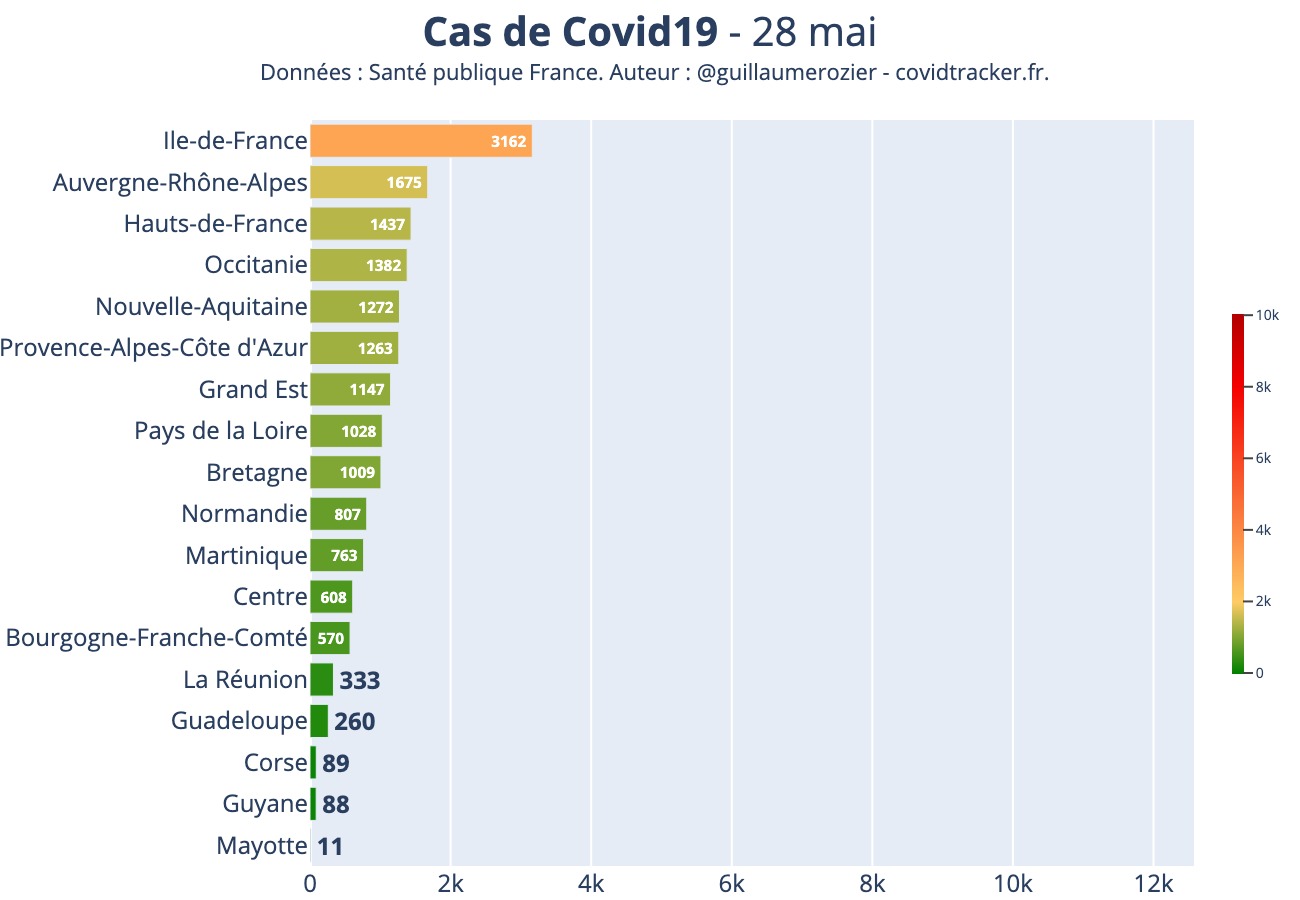 Cas de Covid19 - 28 mai
Données : Santé publique France. Auteur : @guillaumerozier - covidtracker.fr.
Ile-de-France 3162
Auvergne-Rhône-Alpes 1675
Hauts-de-France 1437
Occitanie 1382
Nouvelle-Aquitaine 1272
Provence-Alpes-Côte d'Azur 1263
Grand Est 1147
Pays de la Loire 1028
Bretagne 1009
Normandie 807
Martinique 763
Centre 608
Bourgogne-Franche-Comté 570
La Réunion 333
Guadeloupe 260
Corse 89
Guyane 88
Mayotte 11
0 2k 4k 6k 8k 10k 12k
10k
8k
6k
4k
2k
0